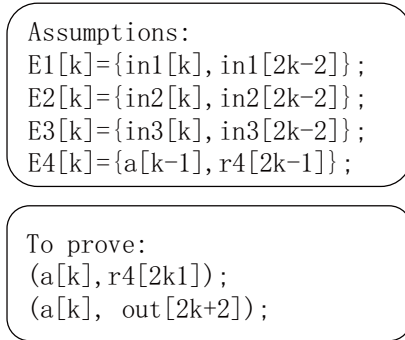 Assumptions:
E1[k]={in1[k],in1[2k-2]};
E2[k]={in2[k],in2[2k-2]};
E3[k]={in3[k],in3[2k-2]};
E4[k]={a[k-1],r4[2k-1]};
To prove:
(a[k],r4[2k1]);
(a[k], out[2k+2]);